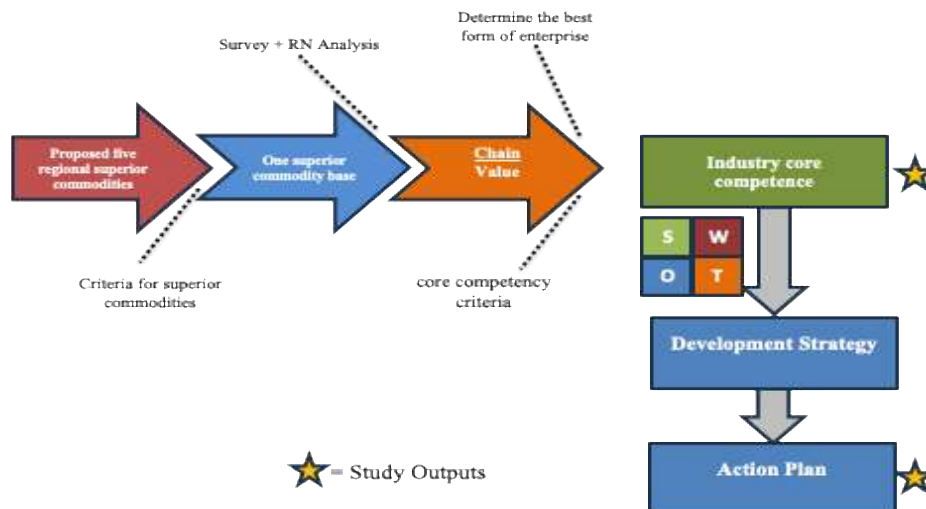 Determine the best
form of enterprise
Survey + RN Analysis
Proposed five
regional superior
commodities
One superior
commodity base
Chain
Value
Industry core
competence
Criteria for superior
commodities
core competency
criteria
S W
O T
Development Strategy
= Study Outputs
Action Plan